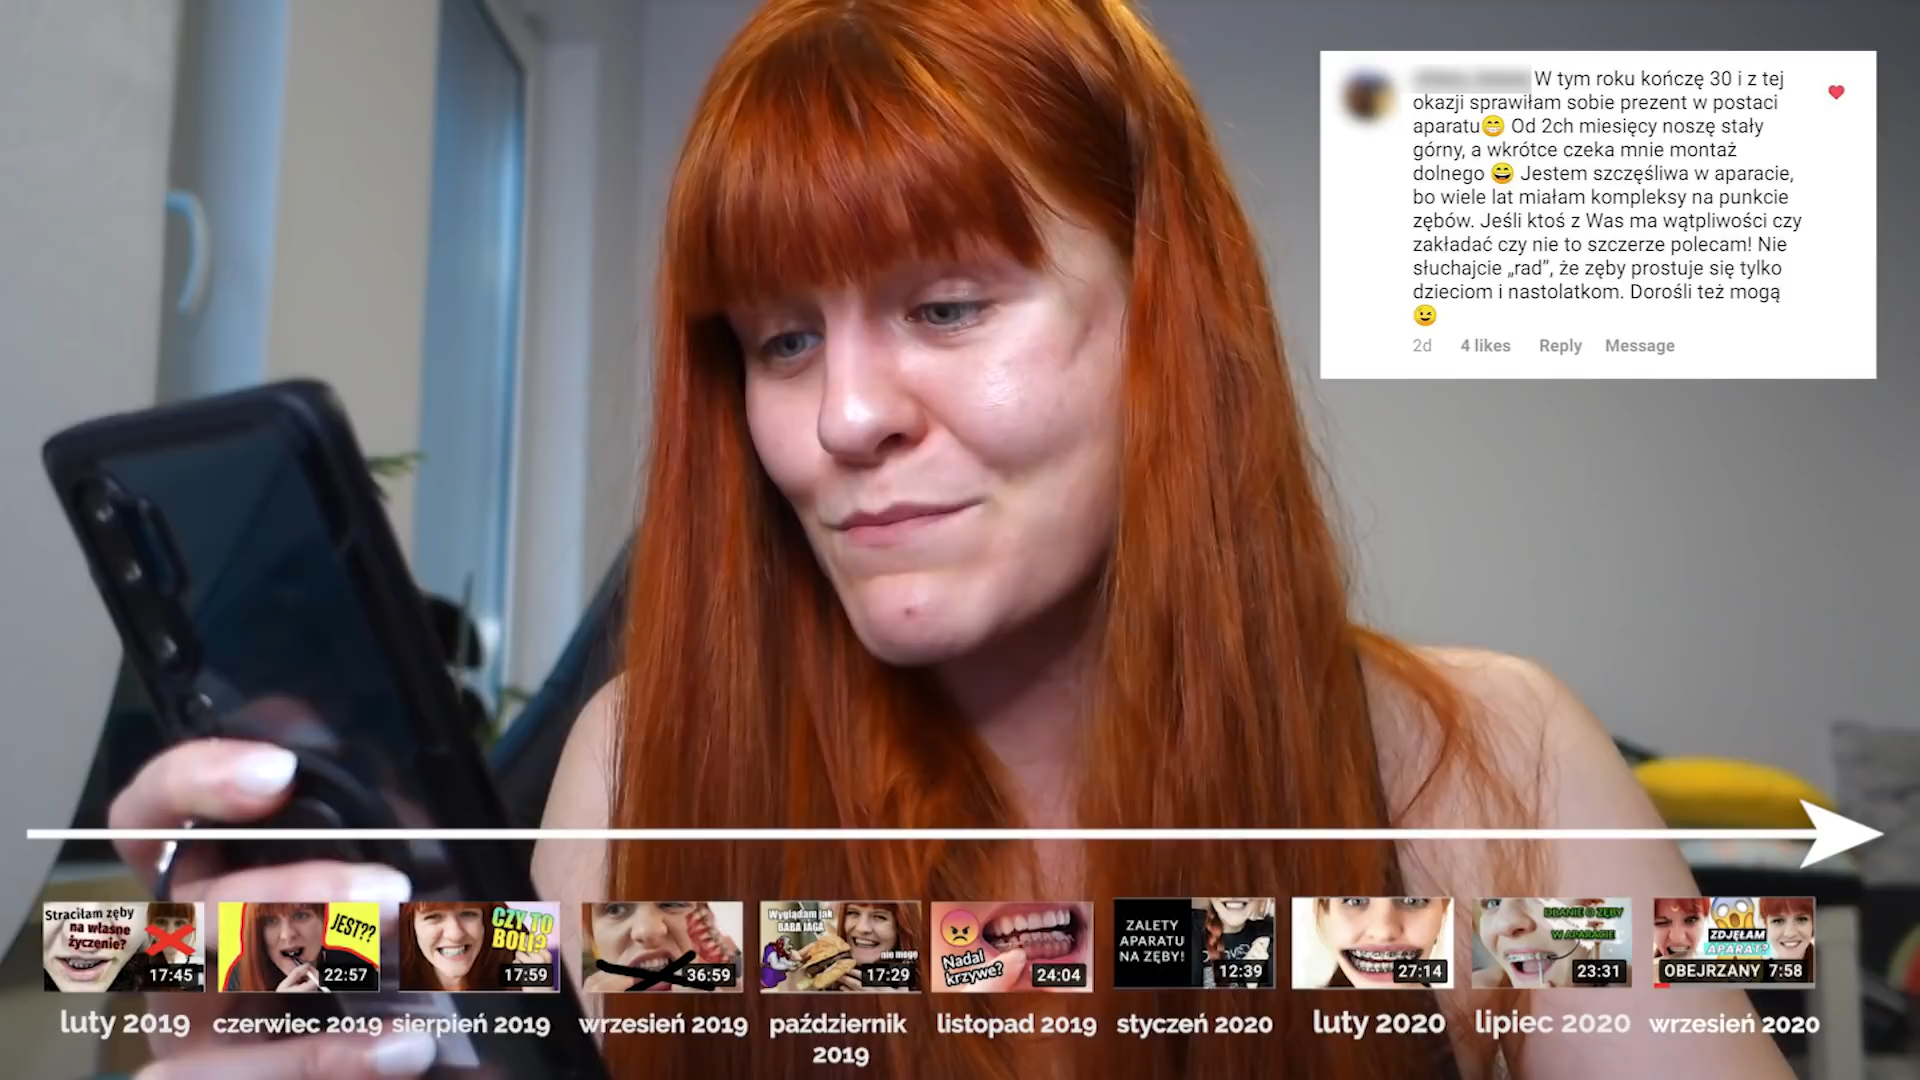 W tym roku kończę 30 i z tej
okazji sprawiłam sobie prezent w postaci
aparatu😁 Od 2ch miesięcy noszę stały
górny, a wkrótce czeka mnie montaż
dolnego 😄 Jestem szczęśliwa w aparacie,
bo wiele lat miałam kompleksy na punkcie
zębów. Jeśli ktoś z Was ma wątpliwości czy
zakładać czy nie to szczerze polecam! Nie
słuchajcie „rad”, że zęby prostuje się tylko
dzieciom i nastolatkom. Dorośli też mogą
😉
2d 4 likes Reply Message
Straciłam zęby
na własne
życzenie?
17:45
JEST??
22:57
CZY TO
BOLI?
17:59
36:59
Wyglądam jak
BABA JAGA
nie mogę
17:29
Nadal
krzywe?
24:04
ZALETY
APARATU
NA ZĘBY!
12:39
27:14
DBANIE O ZĘBY
W APARACIE
23:31
ZDJĘŁAM
APARAT?
OBEJRZANY 7:58
luty 2019
czerwiec 2019
sierpień 2019
wrzesień 2019
październik
2019
listopad 2019
styczeń 2020
luty 2020
lipiec 2020
wrzesień 2020